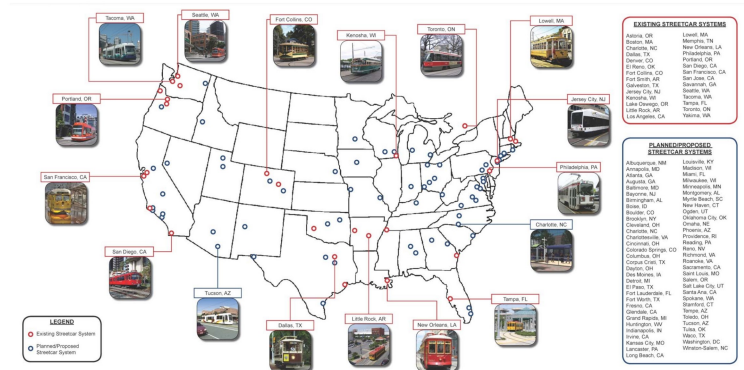 Tacoma, WA
Seattle, WA
Fort Collins, CO
Kenosha, WI
Toronto, ON
Lowell, MA
Portland, OR
Jersey City, NJ
San Francisco, CA
Philadelphia, PA
San Diego, CA
Charlotte, NC
Tucson, AZ
Dallas, TX
Little Rock, AR
New Orleans, LA
Tampa, FL
LEGEND
Existing Streetcar System
Planned/Proposed
Streetcar System
EXISTING STREETCAR SYSTEMS
Astoria, OR
Boston, MA
Charlotte, NC
Dallas, TX
Denver, CO
El Reno, OK
Fort Collins, CO
Fort Smith, AR
Galveston, TX
Jersey City, NJ
Kenosha, WI
Lake Oswego, OR
Little Rock, AR
Los Angeles, CA
Lowell, MA
Memphis, TN
New Orleans, LA
Philadelphia, PA
Portland, OR
San Diego, CA
San Francisco, CA
San Jose, CA
Savannah, GA
Seattle, WA
Tacoma, WA
Tampa, FL
Toronto, ON
Yakima, WA
PLANNED/PROPOSED
STREETCAR SYSTEMS
Albuquerque, NM
Annapolis, MD
Atlanta, GA
Augusta, GA
Baltimore, MD
Bayonne, NJ
Birmingham, AL
Boise, ID
Boulder, CO
Brooklyn, NY
Cleveland, OH
Charlotte, NC
Charlottesville, VA
Cincinnati, OH
Colorado Springs, CO
Columbus, OH
Corpus Cristi, TX
Dayton, OH
Des Moines, IA
Detroit, MI
El Paso, TX
Fort Lauderdale, FL
Fort Worth, TX
Fresno, CA
Glendale, CA
Grand Rapids, MI
Huntington, WV
Indianapolis, IN
Irvine, CA
Kansas City, MO
Lancaster, PA
Long Beach, CA
Louisville, KY
Madison, WI
Miami, FL
Milwaukee, WI
Minneapolis, MN
Montgomery, AL
Myrtle Beach, SC
New Haven, CT
Ogden, UT
Oklahoma City, OK
Omaha, NE
Phoenix, AZ
Providence, RI
Reading, PA
Reno, NV
Richmond, VA
Roanoke, VA
Sacramento, CA
Saint Louis, MO
Salem, OR
Salt Lake City, UT
Santa Ana, CA
Spokane, WA
Stamford, CT
Tempe, AZ
Toledo, OH
Tucson, AZ
Tulsa, OK
Waco, TX
Washington, DC
Winston-Salem, NC